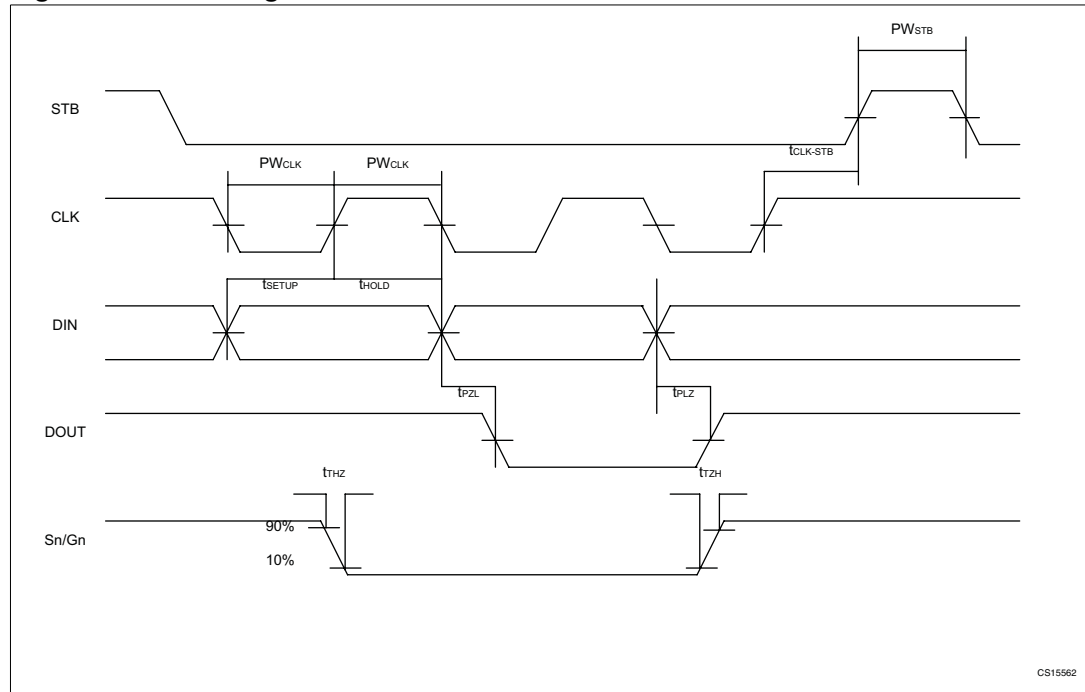 PWSTB
STB
tCLK-STB
PWCLK PWCLK
CLK
tSETUP tHOLD
DIN
tPZL tPLZ
DOUT
tTHZ tTZH
90%
Sn/Gn
10%
CS15562